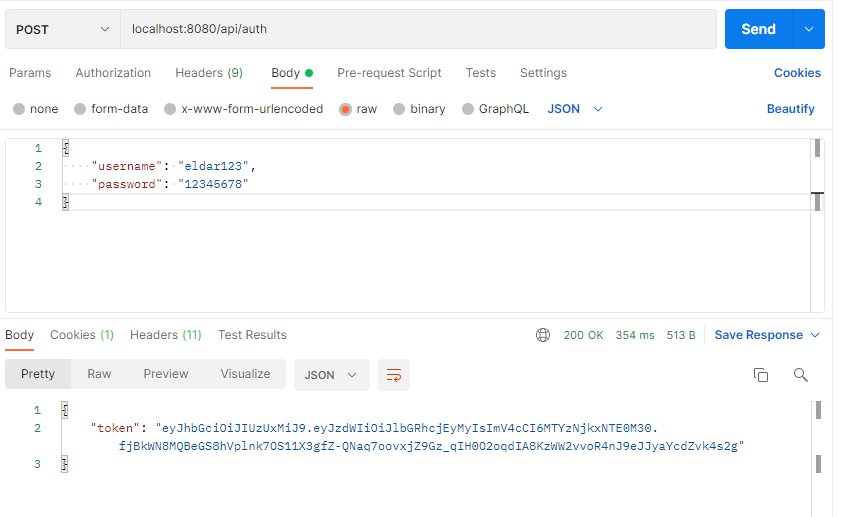 POST localhost:8080/api/auth Send
Params Authorization Headers (9) Body Pre-request Script Tests Settings Cookies
none form-data x-www-form-urlencoded raw binary GraphQL JSON Beautify
1 {
2 "username": "eldar123",
3 "password": "12345678"
4 }
Body Cookies (1) Headers (11) Test Results 200 OK 354 ms 513 B Save Response
Pretty Raw Preview Visualize JSON
1 {
2 "token": "eyJhbGciOiJIUzUxMiJ9.eyJzdWIiOiJlbGRhcjEyMyIsImV4cCI6MTYzNjkxNTE0M30.
fjBkWN8MQBeGS8hVplnk7OS11X3gfZ-QNaq7oovxjZ9Gz_qIH0O2oqdIA8KzWW2vvoR4nJ9eJJyaYcdZvk4s2g"
3 }